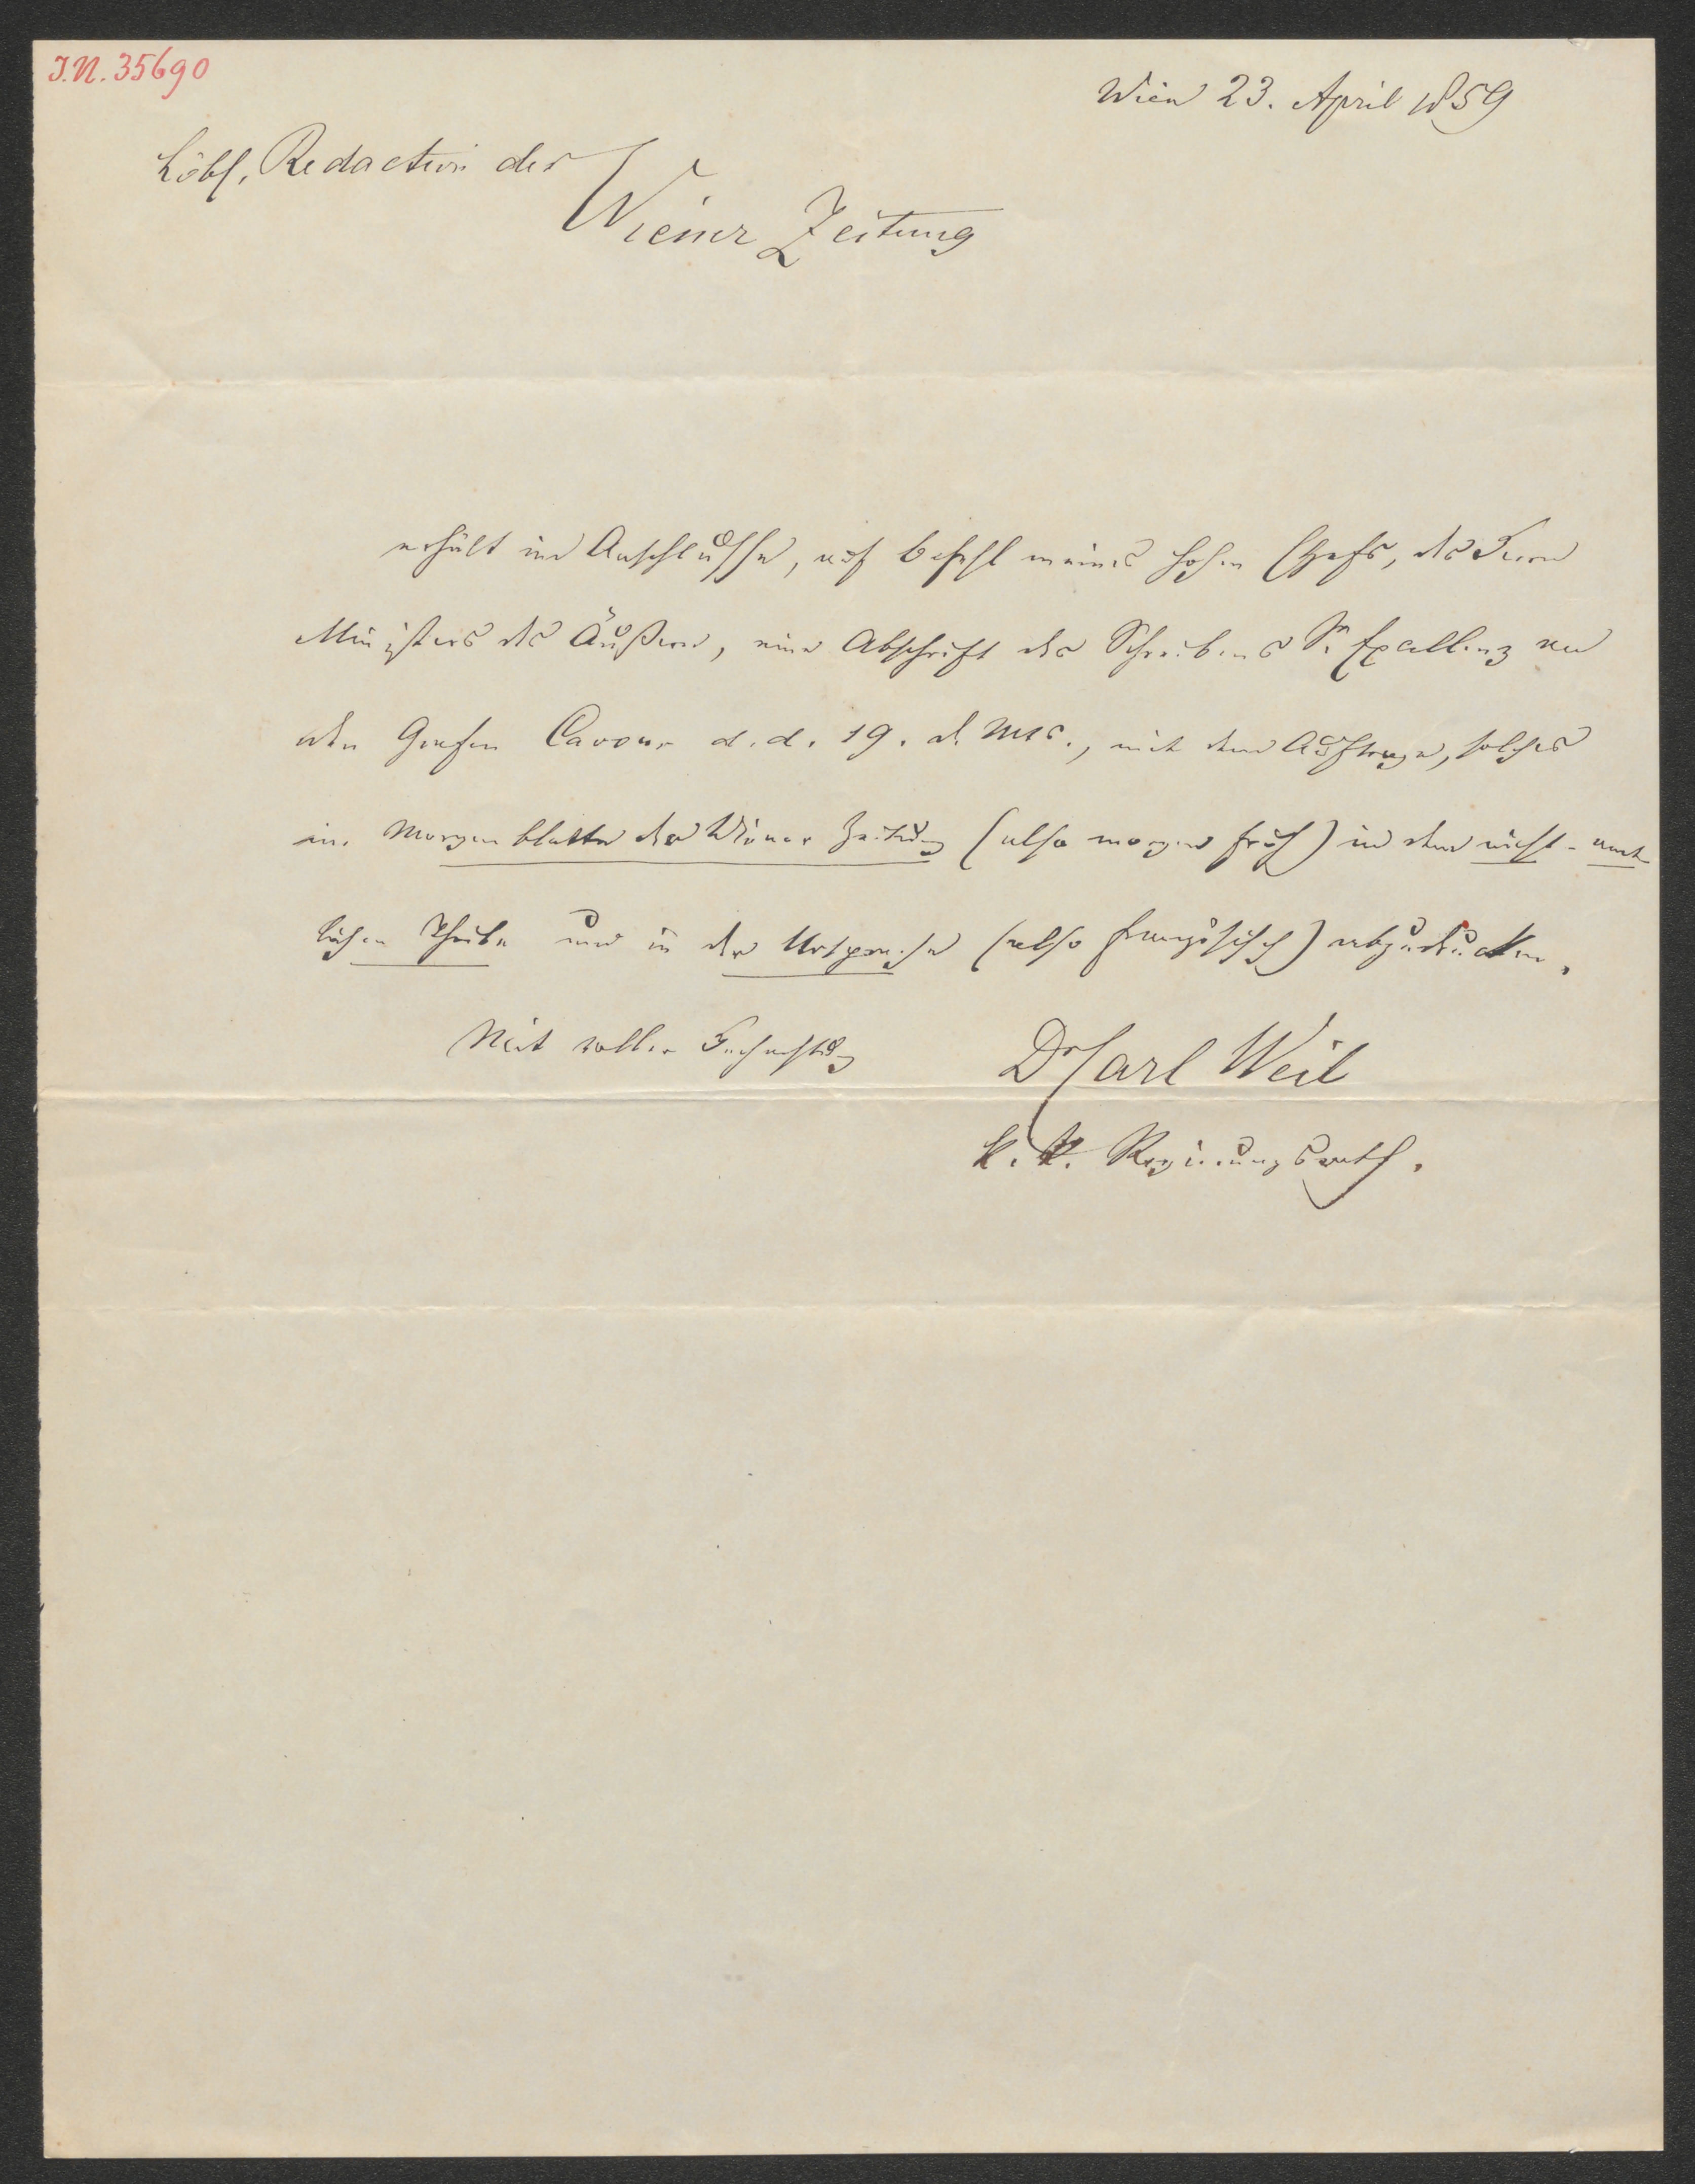 I.N. 35690
Wien 23. April 1859
Löbl. Redaction der
Wiener Zeitung
erhält im Anschlusse, auf Befehl meines hohen Chefs, des Herrn
Ministers des Äußern, eine Abschrift des Schreibens Sr Excellenz an
den Grafen Cavour d. d. 19. d. Mts., mit dem Auftrage, solches
im Morgenblatte der Wiener Zeitung (also morgen früh) in dem nicht-amt-
lichen Theile und in der Ursprache (also französisch) abzudrucken.
Mit voller Hochachtung
Dr Carl Weil
k. k. Regierungsrath.